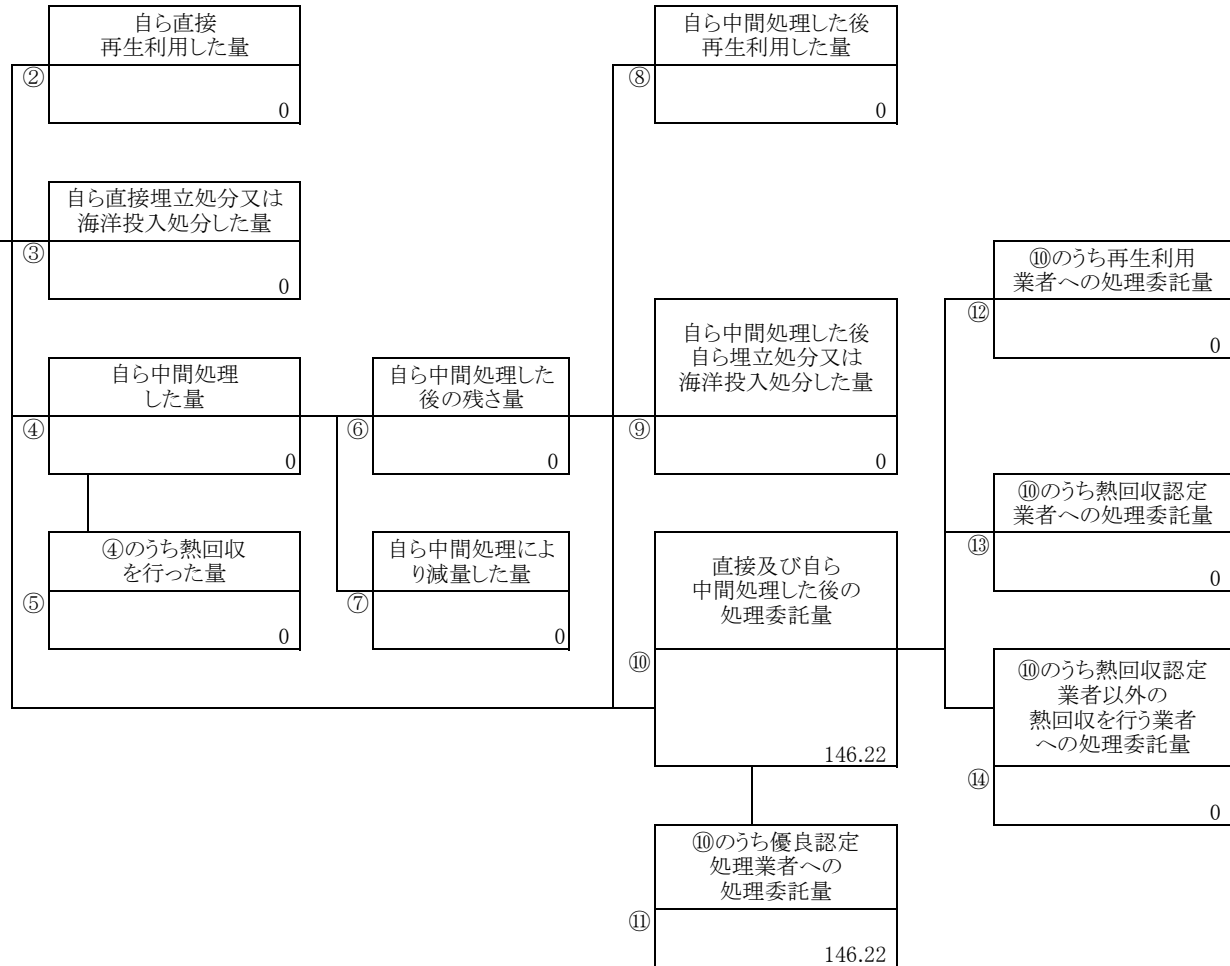 自ら直接
再生利用した量
②
0
自ら直接埋立処分又は
海洋投入処分した量
③
0
自ら中間処理
した量
④
0
④のうち熱回収
を行った量
⑤
0
自ら中間処理した
後の残さ量
⑥
0
自ら中間処理によ
り減量した量
⑦
0
自ら中間処理した後
再生利用した量
⑧
0
自ら中間処理した後
自ら埋立処分又は
海洋投入処分した量
⑨
0
直接及び自ら
中間処理した後の
処理委託量
⑩
146.22
⑩のうち優良認定
処理業者への
処理委託量
⑪
146.22
⑩のうち再生利用
業者への処理委託量
⑫
0
⑩のうち熱回収認定
業者への処理委託量
⑬
0
⑩のうち熱回収認定
業者以外の
熱回収を行う業者
への処理委託量
⑭
0